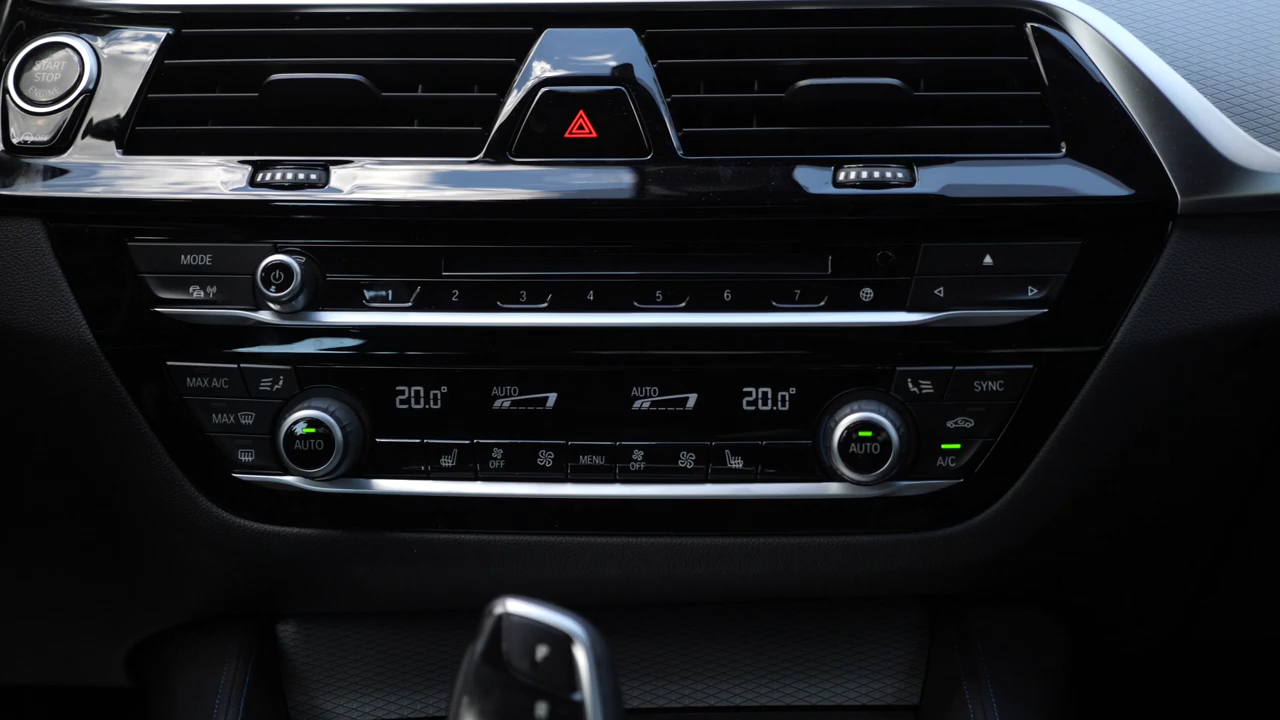 START
STOP
ENGINE
MODE
1 2 3 4 5 6 7
MAX A/C
20.0°
AUTO
AUTO
20.0°
SYNC
MAX
AUTO
AUTO
OFF
MENU
OFF
A/C
P